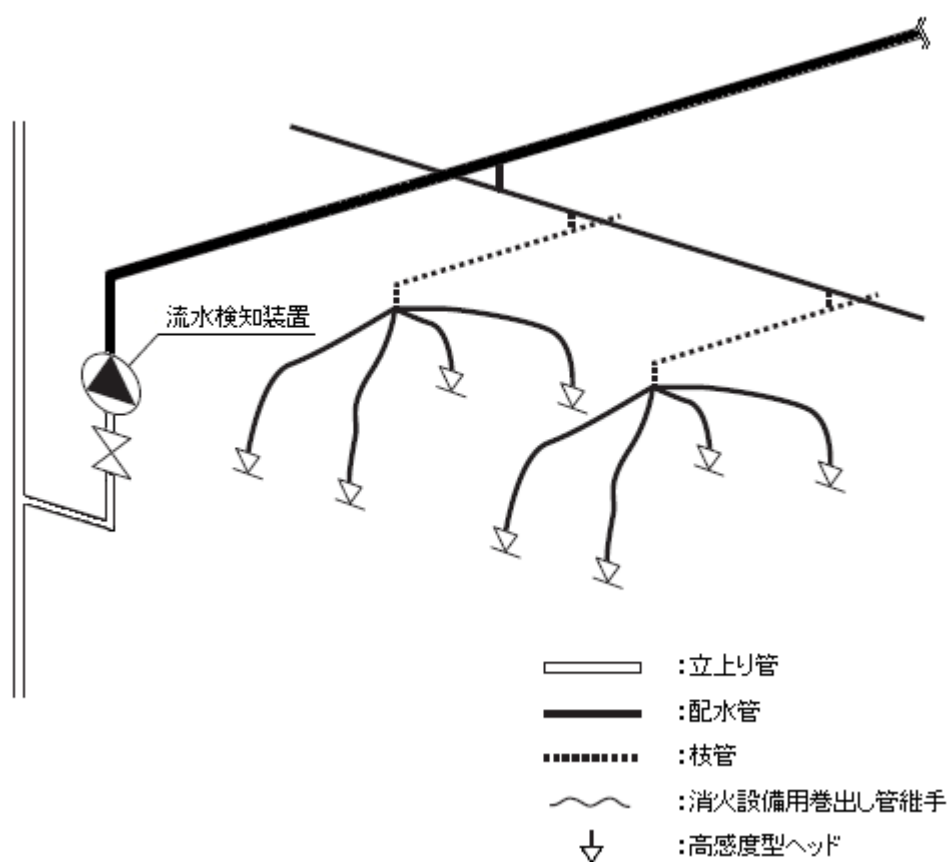 流水検知装置
:立上り管
:配水管
:枝管
:消火設備用巻出し管継手
:高感度型ヘッド